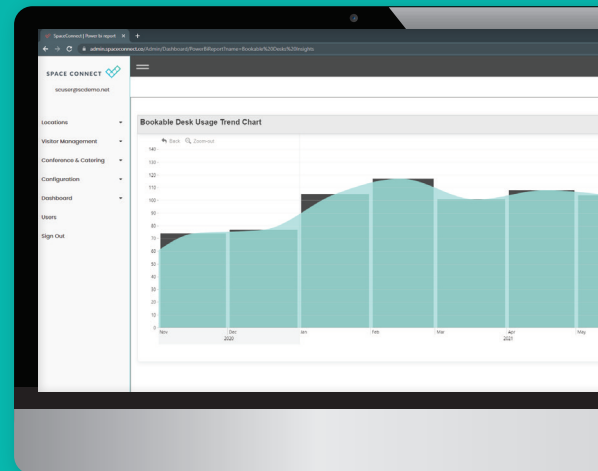 SpaceConnect | Power bi report
admin.spaceconnect.co/Admin/Dashboard/PowerBIReport?name=Bookable%20Desks%20Insights
SPACE CONNECT
scuser@scdemo.net
Locations
Visitor Management
Conference & Catering
Configuration
Dashboard
Users
Sign Out
Bookable Desk Usage Trend Chart
Back Zoom-out
140
130
120
110
100
90
80
70
60
50
40
30
20
10
0
Nov Dec Jan Feb Mar Apr May
2020 2021